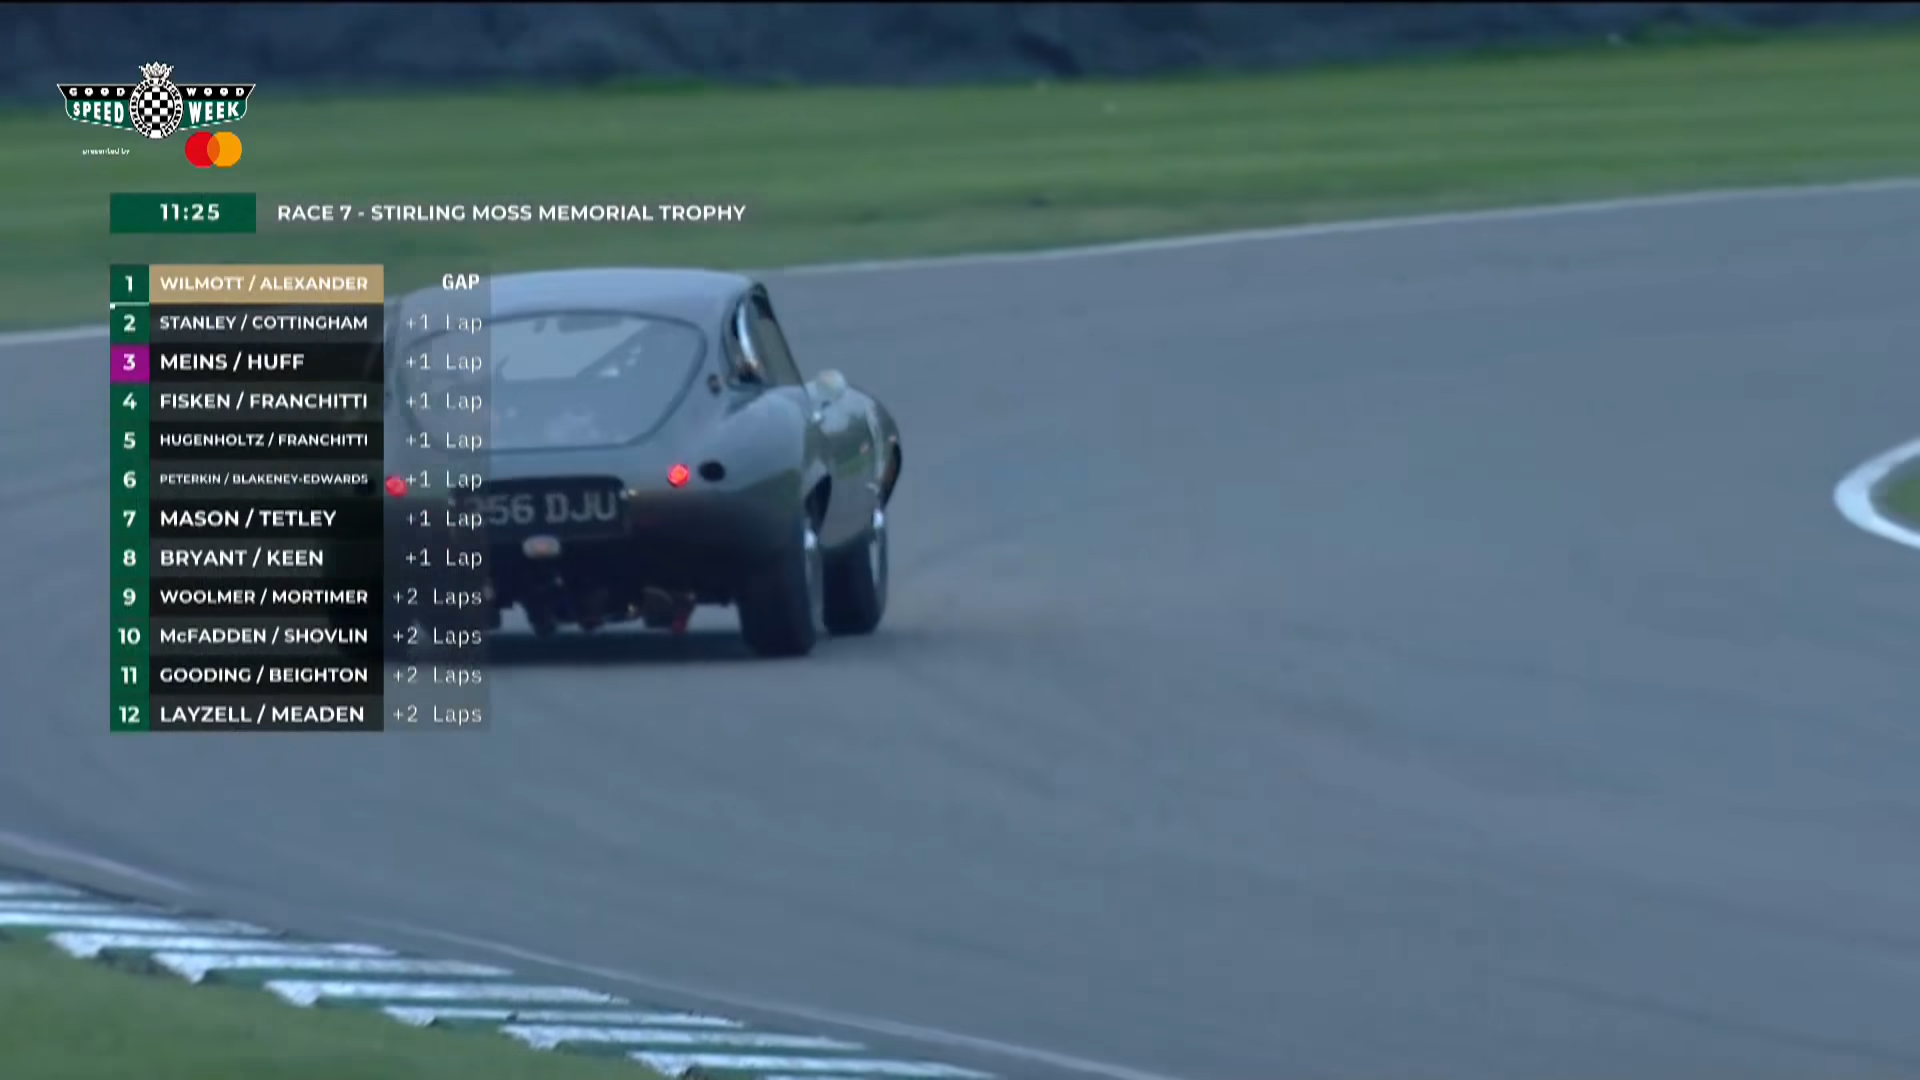 GOOD WOOD
SPEED WEEK
presented by
11:25 RACE 7 - STIRLING MOSS MEMORIAL TROPHY
1 WILMOTT / ALEXANDER GAP
2 STANLEY / COTTINGHAM +1 Lap
3 MEINS / HUFF +1 Lap
4 FISKEN / FRANCHITTI +1 Lap
5 HUGENHOLTZ / FRANCHITTI +1 Lap
6 PETERKIN / BLAKENEY-EDWARDS +1 Lap
7 MASON / TETLEY +1 Lap
8 BRYANT / KEEN +1 Lap
9 WOOLMER / MORTIMER +2 Laps
10 McFADDEN / SHOVLIN +2 Laps
11 GOODING / BEIGHTON +2 Laps
12 LAYZELL / MEADEN +2 Laps
DJU